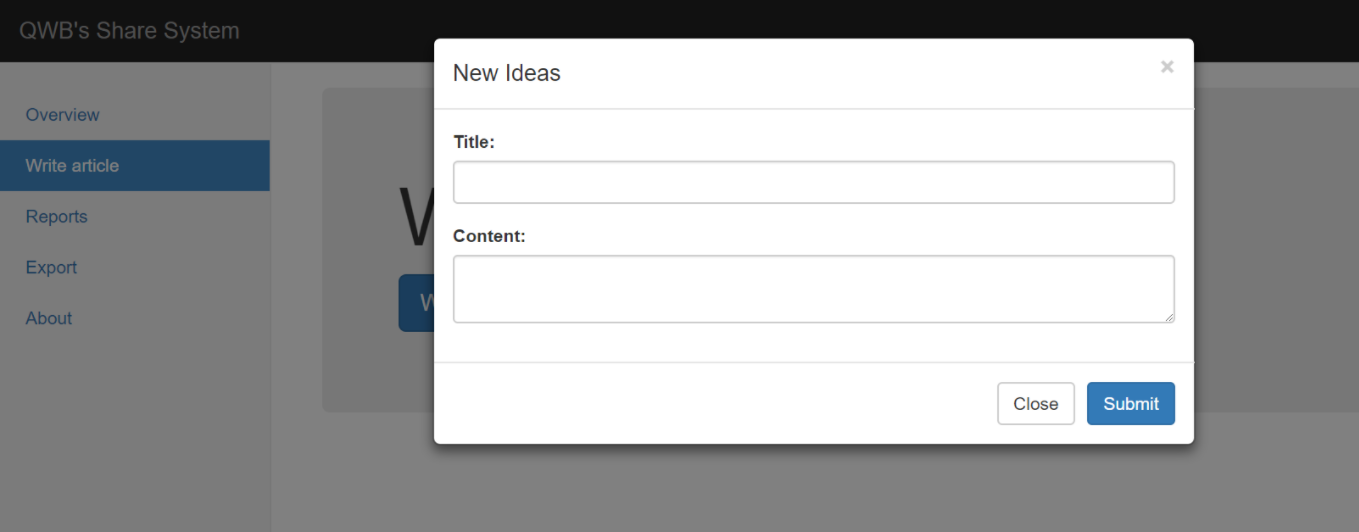 QWB's Share System
Overview
Write article
Reports
Export
About
New Ideas
×
Title:
Content:
Close
Submit